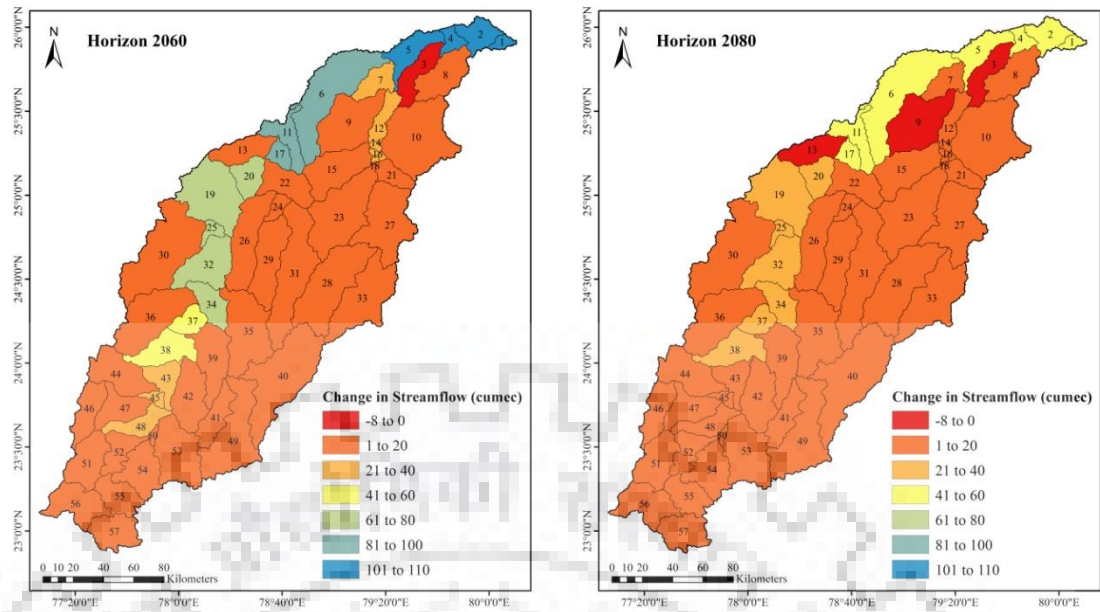 N
Horizon 2060
26°0'0"N
25°30'0"N
25°0'0"N
24°30'0"N
24°0'0"N
23°30'0"N
23°0'0"N
1
2
4
5
3
8
7
6
12
9
10
11
14
13
17
16
18
15
20
22
21
19
24
23
27
25
26
30
32
29
31
28
33
34
36
37
35
38
39
44
43
40
45
42
46
47
41
48
50
49
52
53
51
54
55
56
57
Change in Streamflow (cumec)
-8 to 0
1 to 20
21 to 40
41 to 60
61 to 80
81 to 100
101 to 110
0 10 20 40 60 80
Kilometers
77°20'0"E
78°0'0"E
78°40'0"E
79°20'0"E
80°0'0"E
N
Horizon 2080
26°0'0"N
25°30'0"N
25°0'0"N
24°30'0"N
24°0'0"N
23°30'0"N
23°0'0"N
1
2
4
5
3
8
7
6
12
9
10
11
14
13
17
16
18
15
20
22
21
19
24
23
27
25
26
30
32
29
31
28
33
34
36
37
35
38
39
44
43
40
45
42
46
47
41
48
50
49
52
53
51
54
55
56
57
Change in Streamflow (cumec)
-8 to 0
1 to 20
21 to 40
41 to 60
61 to 80
81 to 100
101 to 110
0 10 20 40 60 80
Kilometers
77°20'0"E
78°0'0"E
78°40'0"E
79°20'0"E
80°0'0"E